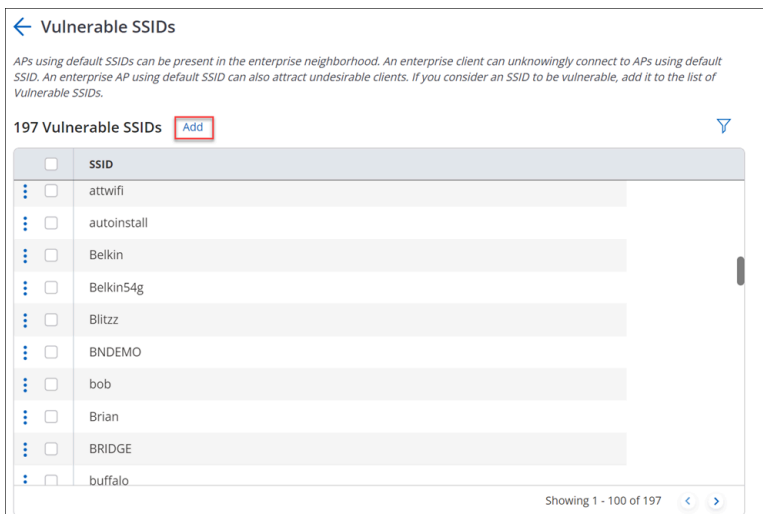 Vulnerable SSIDs
APs using default SSIDs can be present in the enterprise neighborhood. An enterprise client can unknowingly connect to APs using default
SSID. An enterprise AP using default SSID can also attract undesirable clients. If you consider an SSID to be vulnerable, add it to the list of
Vulnerable SSIDs.
197 Vulnerable SSIDs Add
SSID
attwifi
autoinstall
Belkin
Belkin54g
Blitzz
BNDEMO
bob
Brian
BRIDGE
buffalo
Showing 1 - 100 of 197